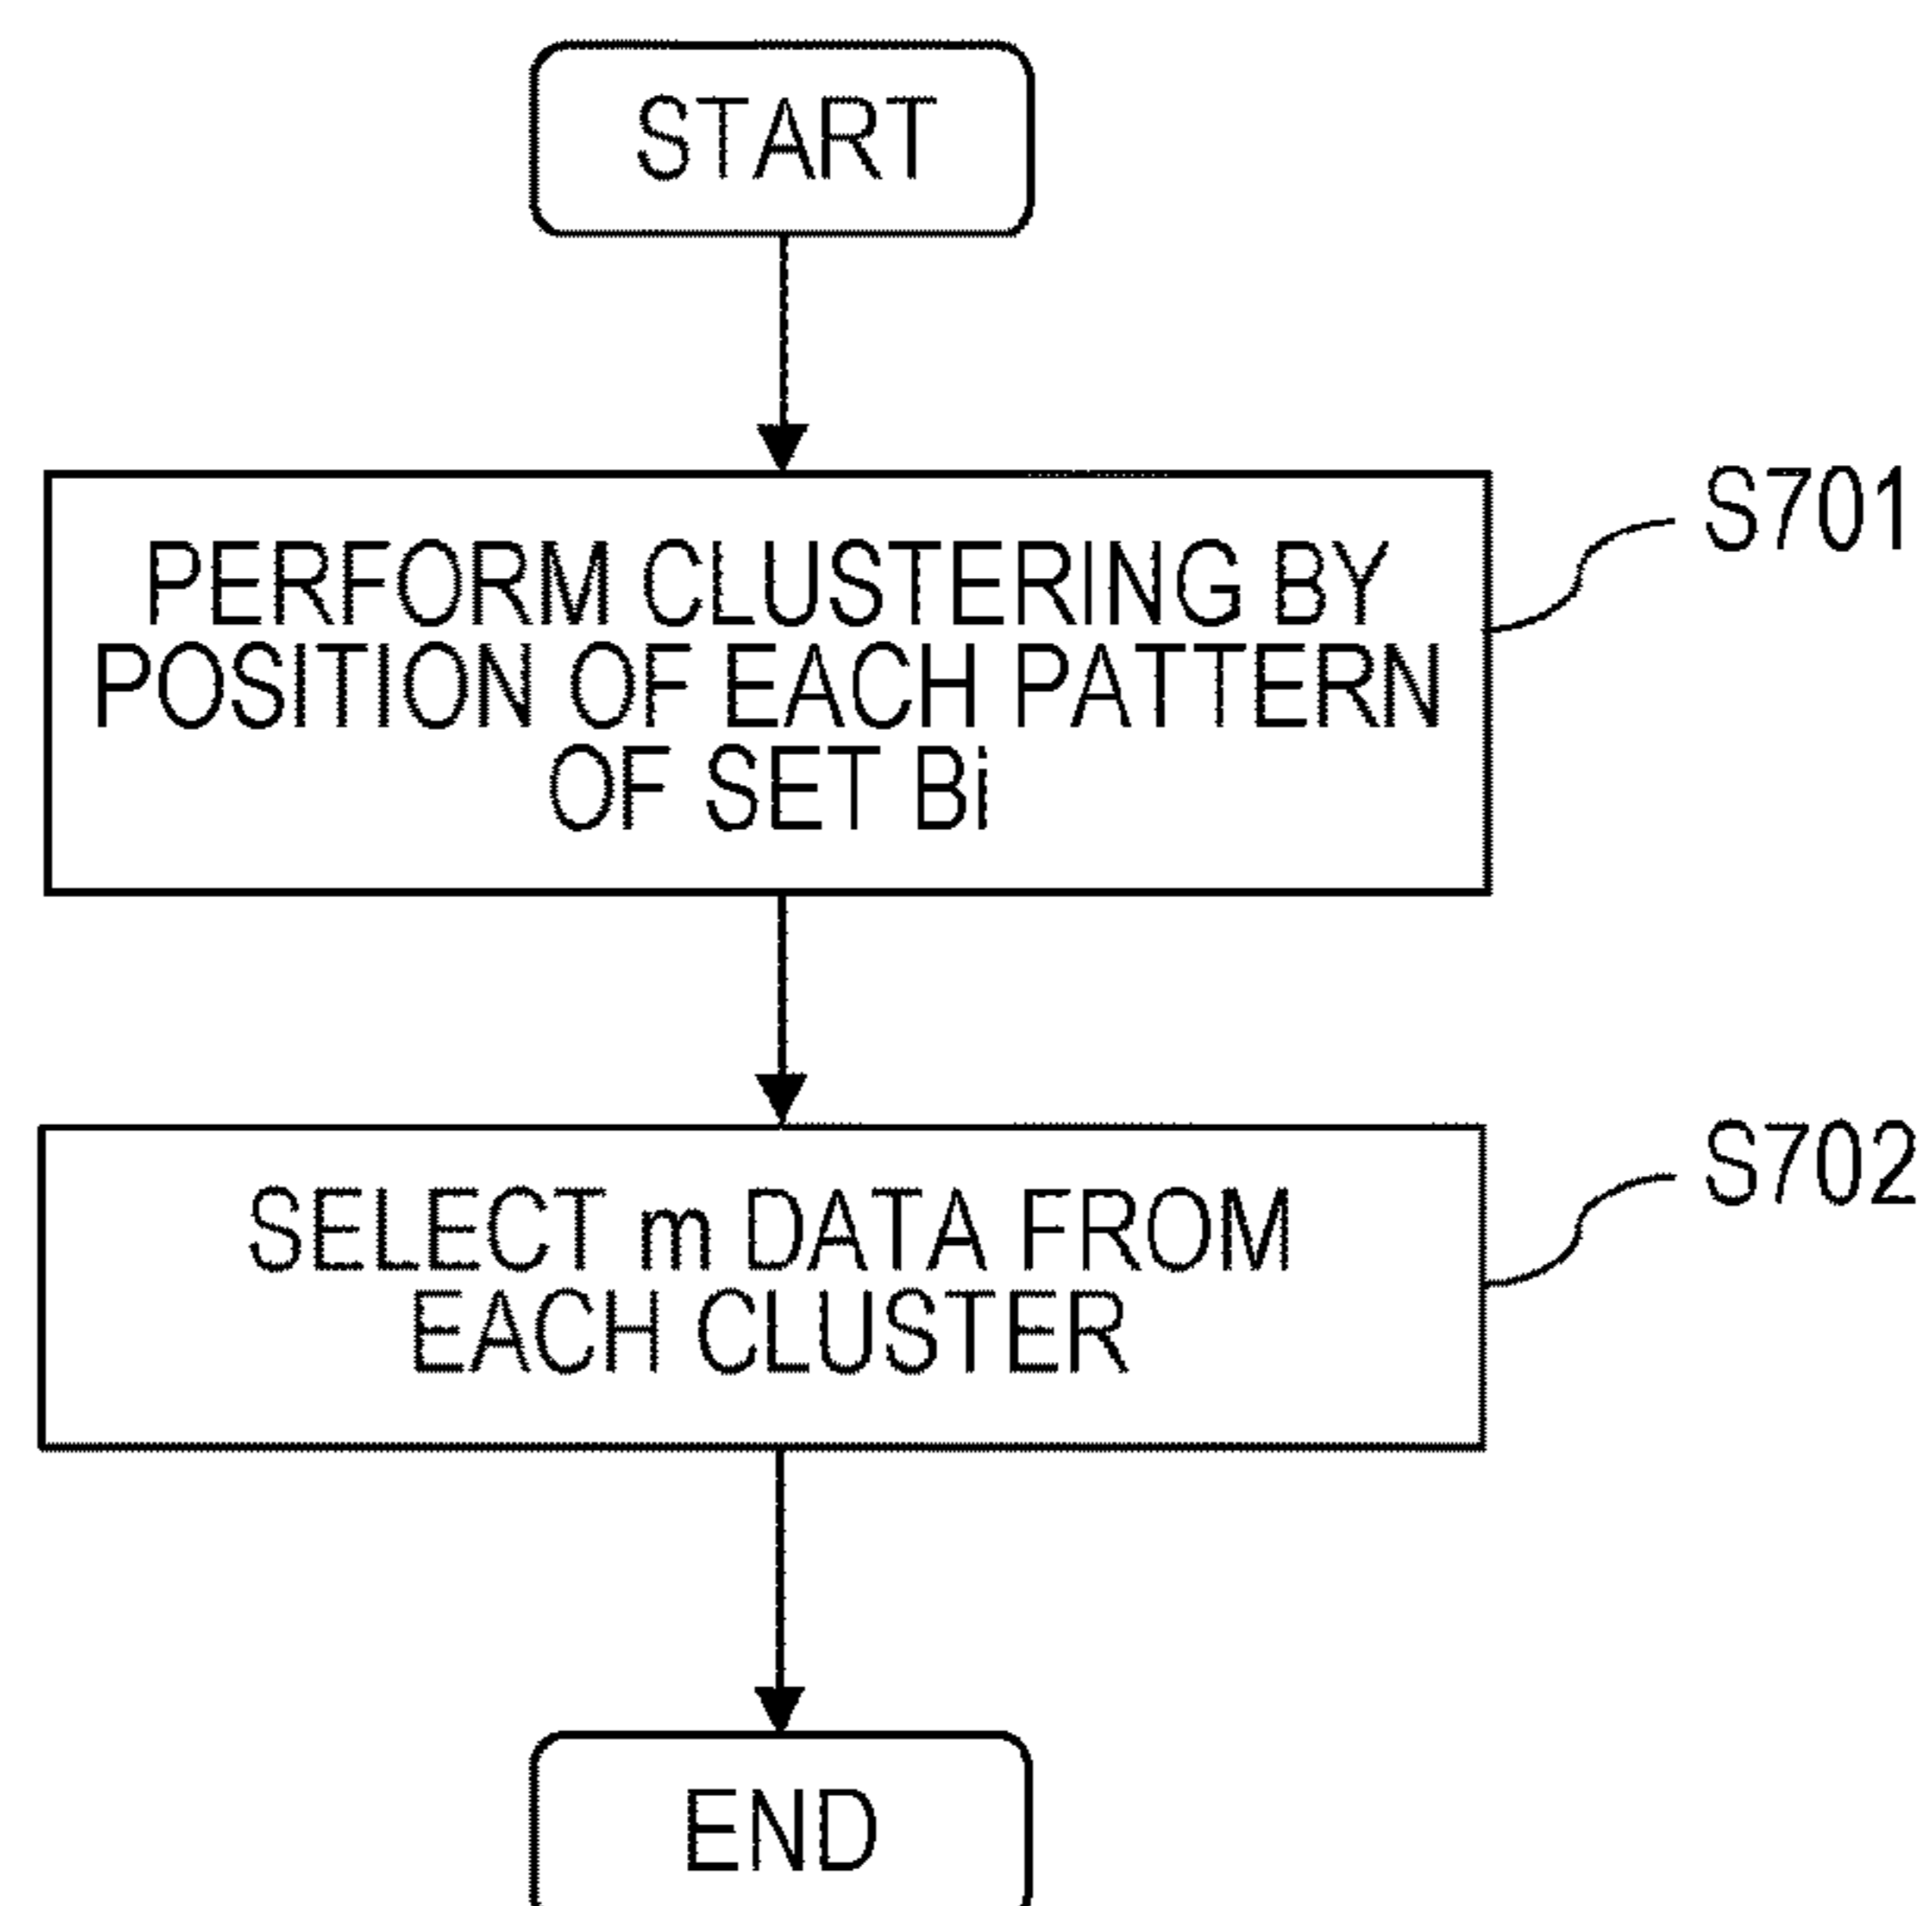 START
PERFORM CLUSTERING BY
POSITION OF EACH PATTERN
OF SET Bi
S701
SELECT m DATA FROM
EACH CLUSTER
S702
END